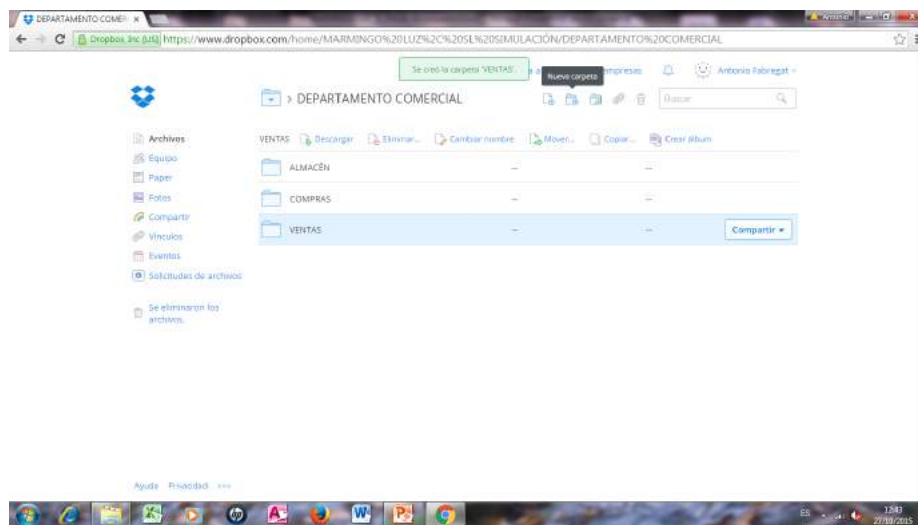 DEPARTAMENTO COMER
Antonio
Dropbox, Inc [US] https://www.dropbox.com/home/MARMINGO%20LUZ%2C%20SL%20SIMULACIÓN/DEPARTAMENTO%20COMERCIAL
Se creó la carpeta 'VENTAS'.
empresas
Antonio Fabregat
Nueva carpeta
> DEPARTAMENTO COMERCIAL
Buscar
Archivos
Equipo
Paper
Fotos
Compartir
Vínculos
Eventos
Solicitudes de archivos
Se eliminaron los
archivos.
VENTAS Descargar Eliminar... Cambiar nombre Mover... Copiar... Crear álbum
ALMACÉN -- --
COMPRAS -- --
VENTAS -- -- Compartir
Ayuda Privacidad
ES
12:43
27/10/2015